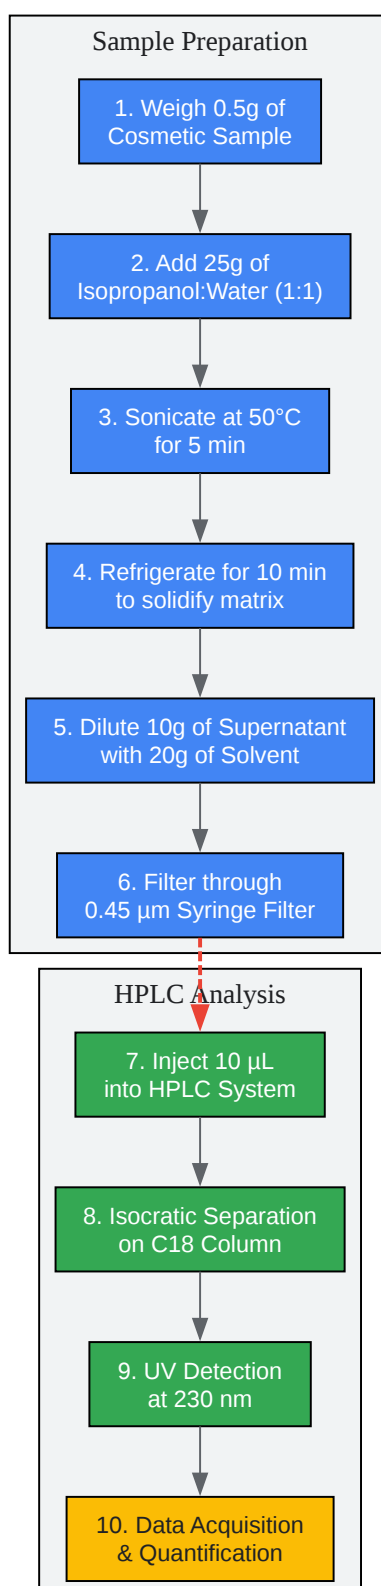 Sample Preparation
1. Weigh 0.5g of
Cosmetic Sample
2. Add 25g of
Isopropanol:Water (1:1)
3. Sonicate at 50°C
for 5 min
4. Refrigerate for 10 min
to solidify matrix
5. Dilute 10g of Supernatant
with 20g of Solvent
6. Filter through
0.45 µm Syringe Filter
HPLC Analysis
7. Inject 10 µL
into HPLC System
8. Isocratic Separation
on C18 Column
9. UV Detection
at 230 nm
10. Data Acquisition
& Quantification